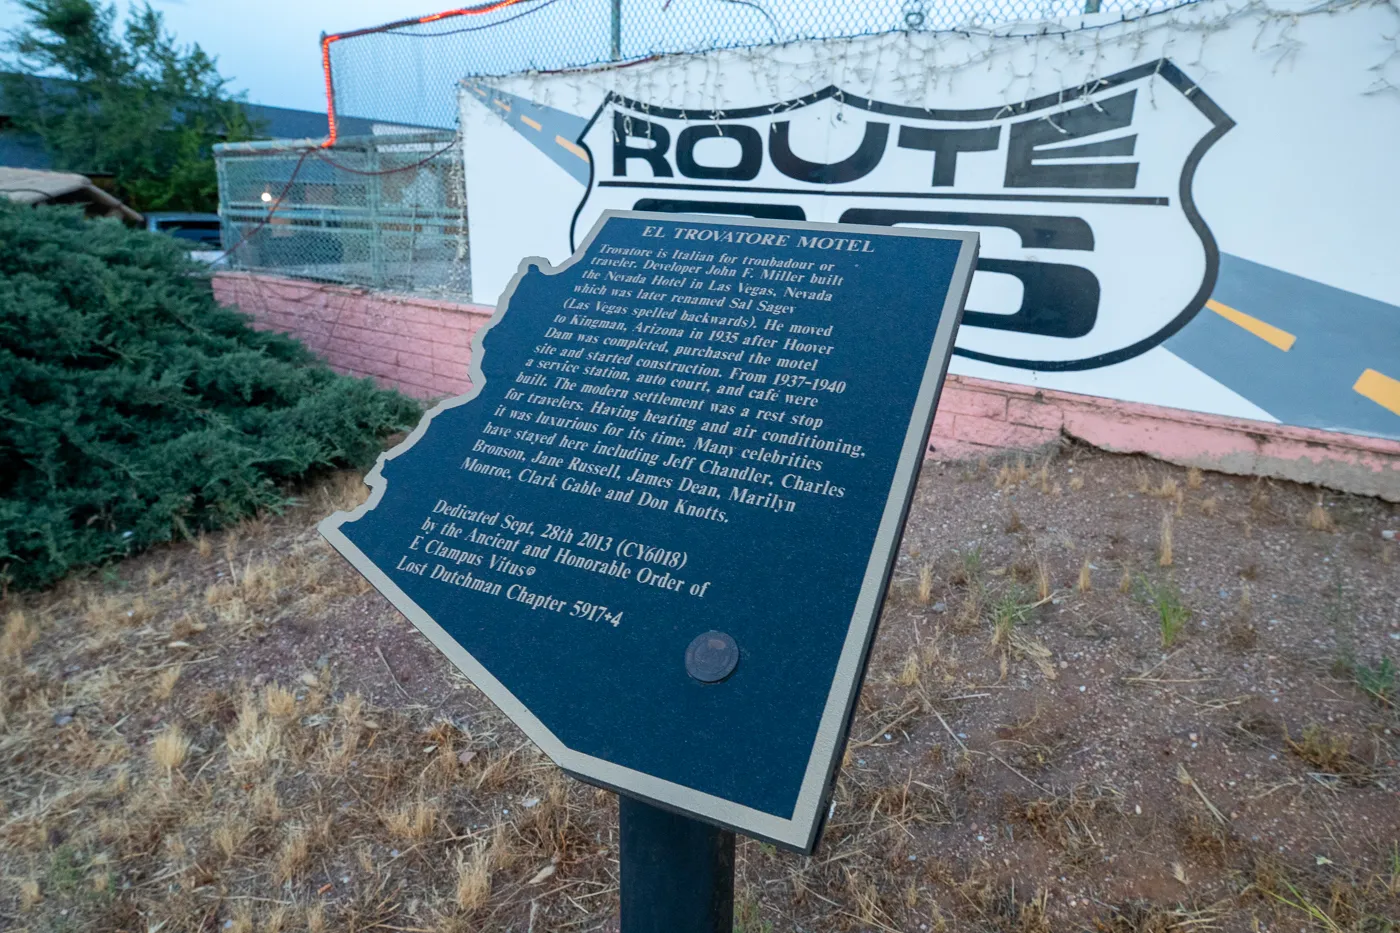 ROUTE
66
EL TROVATORE MOTEL
Trovatore is Italian for troubadour or
traveler. Developer John F. Miller built
the Nevada Hotel in Las Vegas, Nevada
which was later renamed Sal Sagev
(Las Vegas spelled backwards). He moved
to Kingman, Arizona in 1935 after Hoover
Dam was completed, purchased the motel
site and started construction. From 1937-1940
a service station, auto court, and café were
built. The modern settlement was a rest stop
for travelers. Having heating and air conditioning,
it was luxurious for its time. Many celebrities
have stayed here including Jeff Chandler, Charles
Bronson, Jane Russell, James Dean, Marilyn
Monroe, Clark Gable and Don Knotts.
Dedicated Sept, 28th 2013 (CY6018)
by the Ancient and Honorable Order of
E Clampus Vitus®
Lost Dutchman Chapter 5917+4